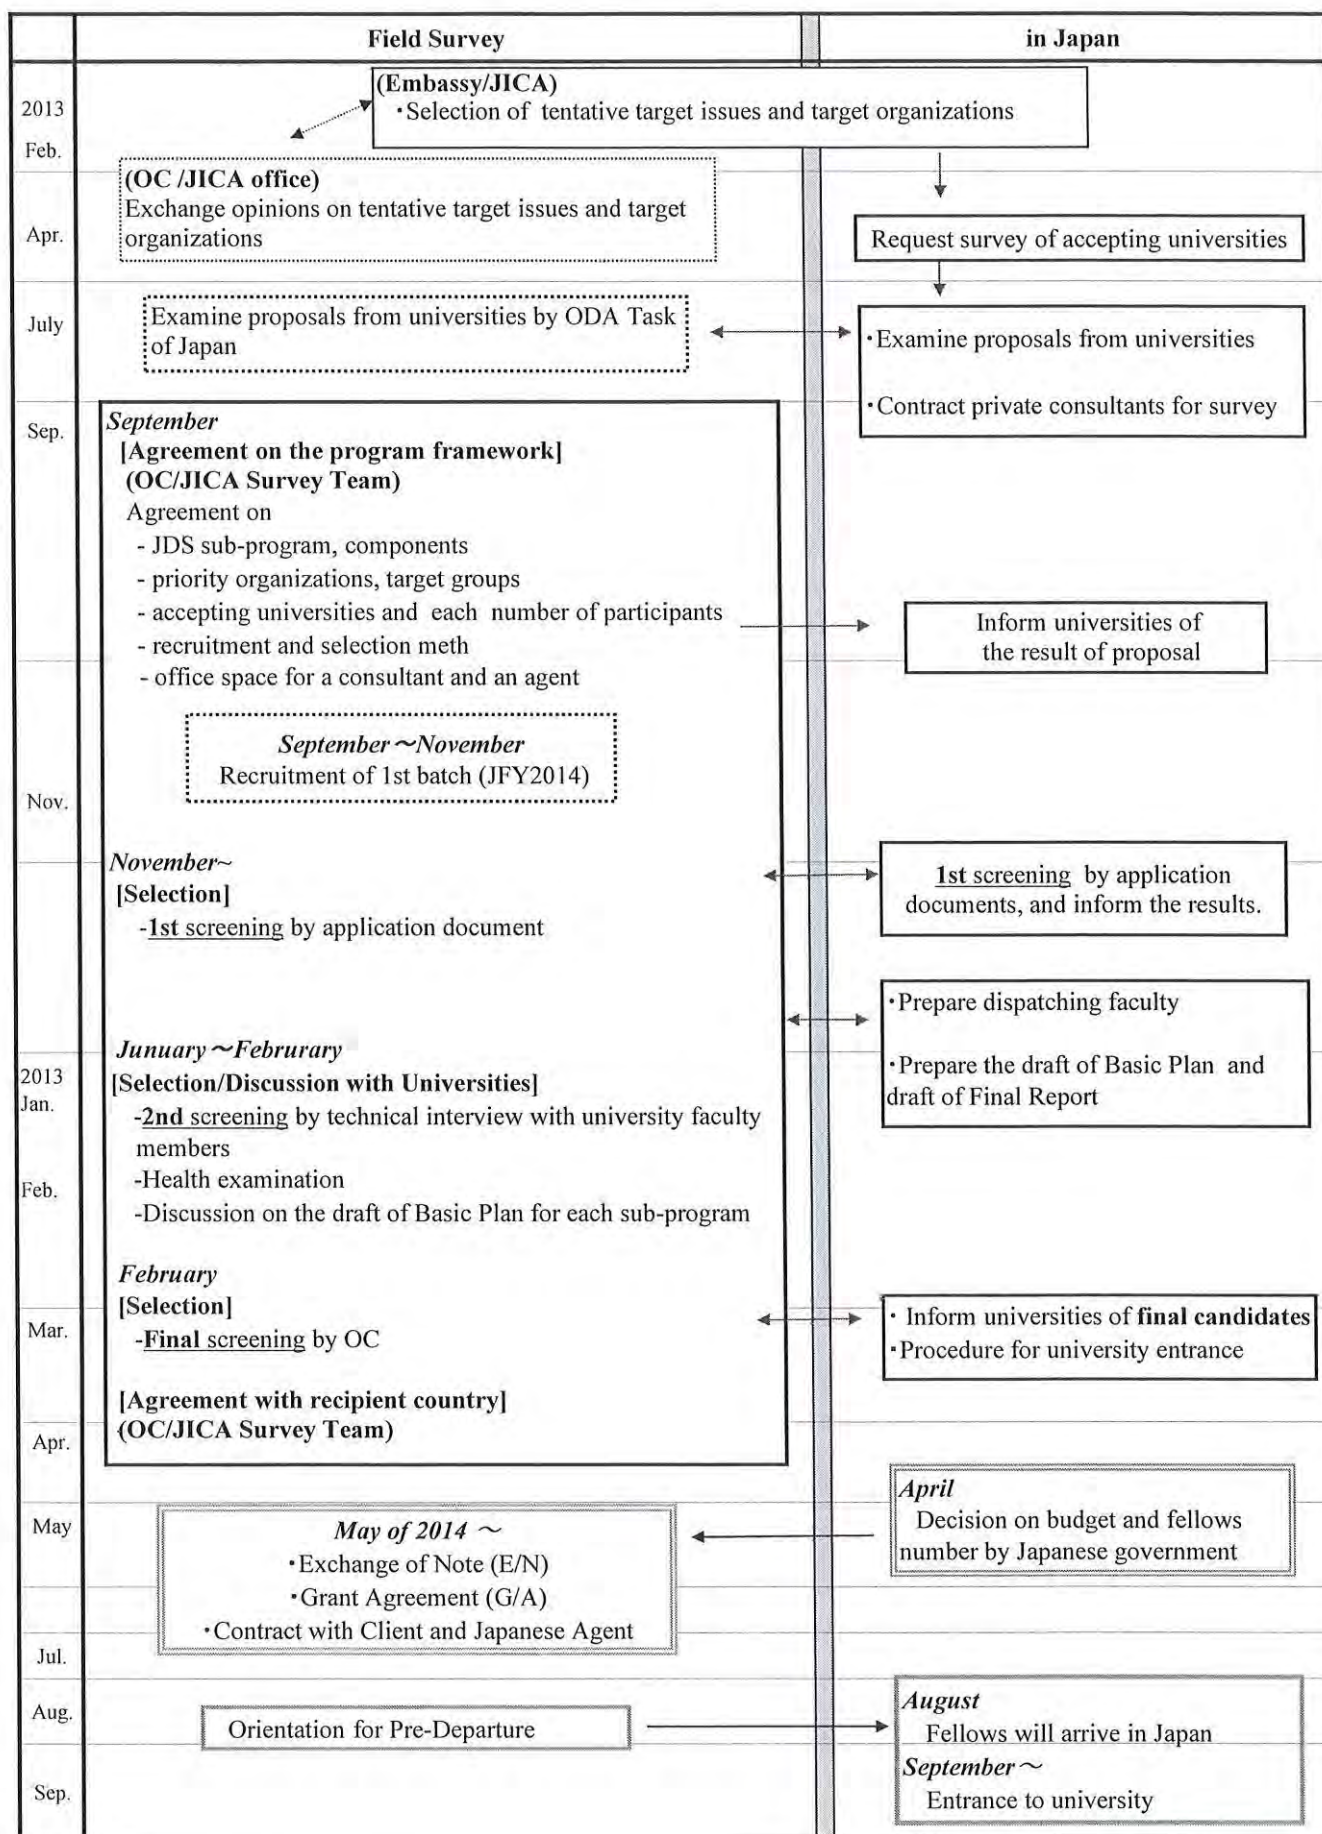 Field Survey
in Japan
2013
Feb.
(Embassy/JICA)
・Selection of tentative target issues and target organizations
(OC /JICA office)
Exchange opinions on tentative target issues and target
organizations
Apr.
Request survey of accepting universities
July
Examine proposals from universities by ODA Task
of Japan
・Examine proposals from universities
・Contract private consultants for survey
Sep.
September
[Agreement on the program framework]
(OC/JICA Survey Team)
Agreement on
- JDS sub-program, components
- priority organizations, target groups
- accepting universities and each number of participants
- recruitment and selection meth
- office space for a consultant and an agent
Inform universities of
the result of proposal
September～November
Recruitment of 1st batch (JFY2014)
Nov.
November~
[Selection]
-1st screening by application document
1st screening by application
documents, and inform the results.
・Prepare dispatching faculty
・Prepare the draft of Basic Plan and
draft of Final Report
2013
Jan.
Junuary～Februrary
[Selection/Discussion with Universities]
-2nd screening by technical interview with university faculty
members
-Health examination
-Discussion on the draft of Basic Plan for each sub-program
Feb.
February
[Selection]
-Final screening by OC
Mar.
・ Inform universities of final candidates
・Procedure for university entrance
[Agreement with recipient country]
(OC/JICA Survey Team)
Apr.
April
Decision on budget and fellows
number by Japanese government
May
May of 2014 ～
・Exchange of Note (E/N)
・Grant Agreement (G/A)
・Contract with Client and Japanese Agent
Jul.
Aug.
Orientation for Pre-Departure
August
Fellows will arrive in Japan
September～
Entrance to university
Sep.